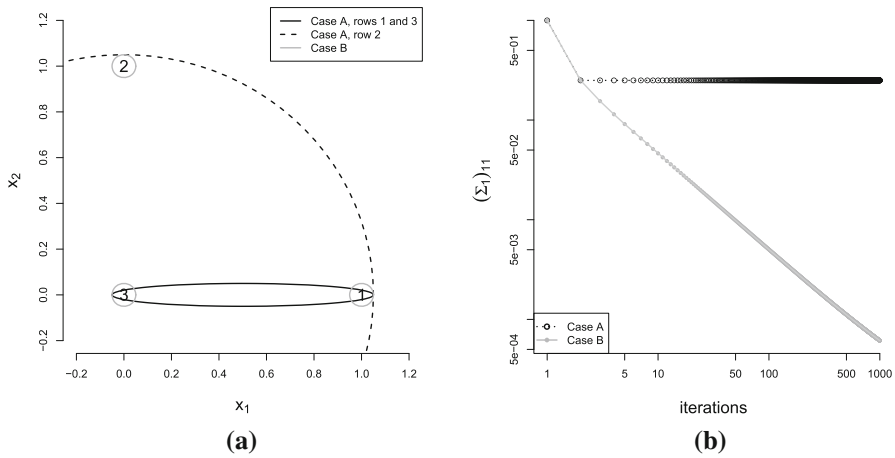 Case A, rows 1 and 3
Case A, row 2
Case B
x2
1.2
1.0
0.8
0.6
0.4
0.2
0.0
−0.2
2
3
1
−0.2 0.0 0.2 0.4 0.6 0.8 1.0 1.2
x1
(a)
(Σ1)11
5e−01
5e−02
5e−03
5e−04
Case A
Case B
1 5 10 50 100 500 1000
iterations
(b)